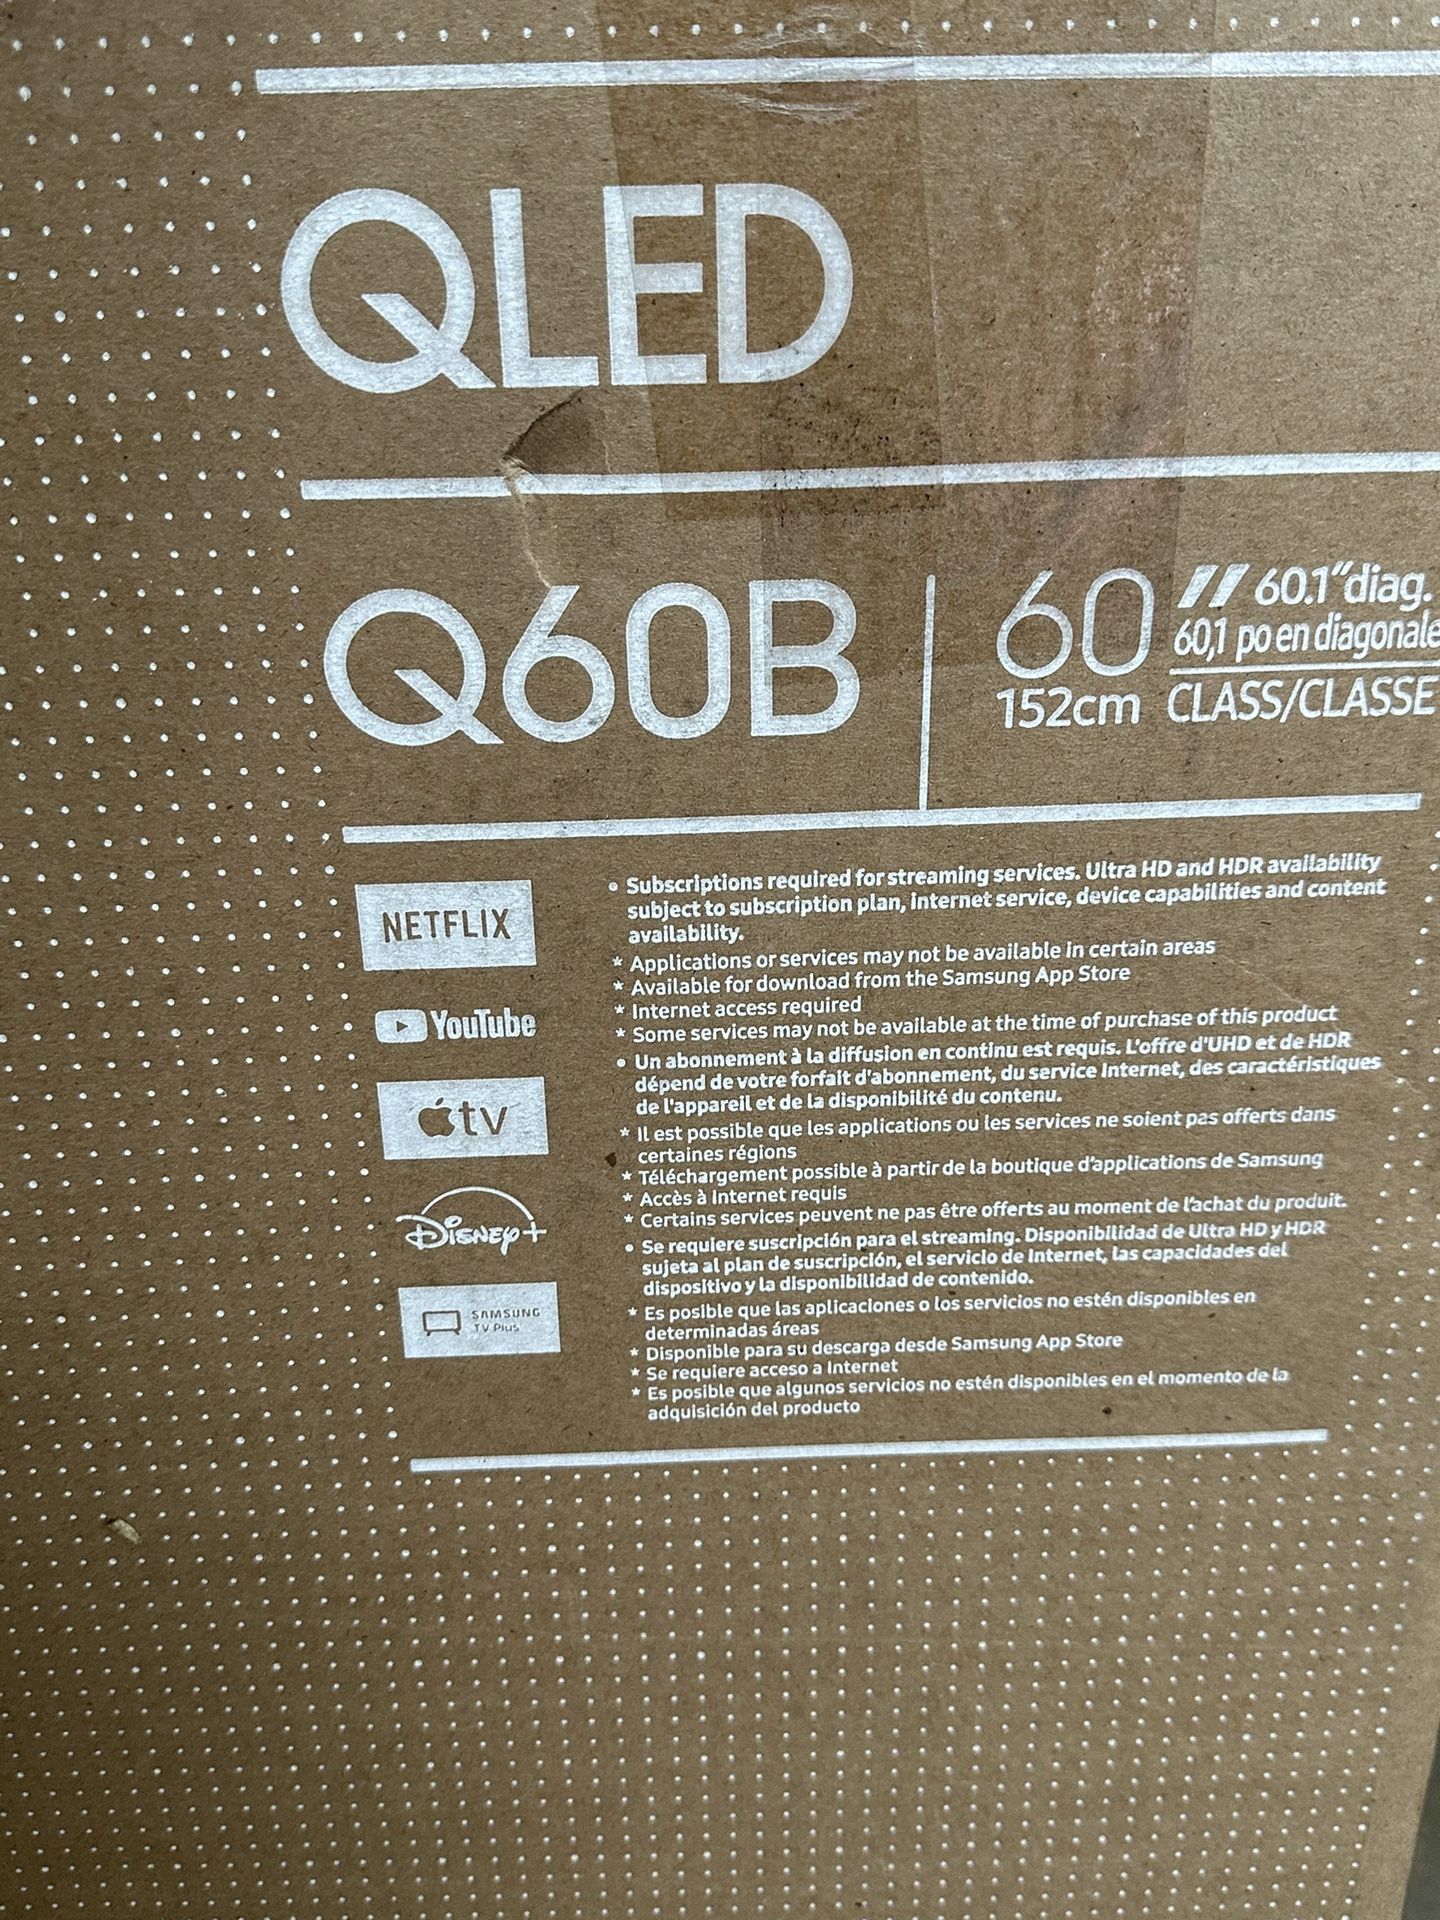 QLED
Q60B
60" 60.1"diag.
60,1 po en diagonale
152cm CLASS/CLASSE
NETFLIX
YouTube
tv
Disney+
SAMSUNG
TV Plus
• Subscriptions required for streaming services. Ultra HD and HDR availability
subject to subscription plan, internet service, device capabilities and content
availability.
* Applications or services may not be available in certain areas
* Available for download from the Samsung App Store
* Internet access required
* Some services may not be available at the time of purchase of this product
• Un abonnement à la diffusion en continu est requis. L'offre d'UHD et de HDR
dépend de votre forfait d'abonnement, du service Internet, des caractéristiques
de l'appareil et de la disponibilité du contenu.
* Il est possible que les applications ou les services ne soient pas offerts dans
certaines régions
* Téléchargement possible à partir de la boutique d'applications de Samsung
* Accès à Internet requis
* Certains services peuvent ne pas être offerts au moment de l'achat du produit.
• Se requiere suscripción para el streaming. Disponibilidad de Ultra HD y HDR
sujeta al plan de suscripción, el servicio de Internet, las capacidades del
dispositivo y la disponibilidad de contenido.
* Es posible que las aplicaciones o los servicios no estén disponibles en
determinadas áreas
* Disponible para su descarga desde Samsung App Store
* Se requiere acceso a Internet
* Es posible que algunos servicios no estén disponibles en el momento de la
adquisición del producto